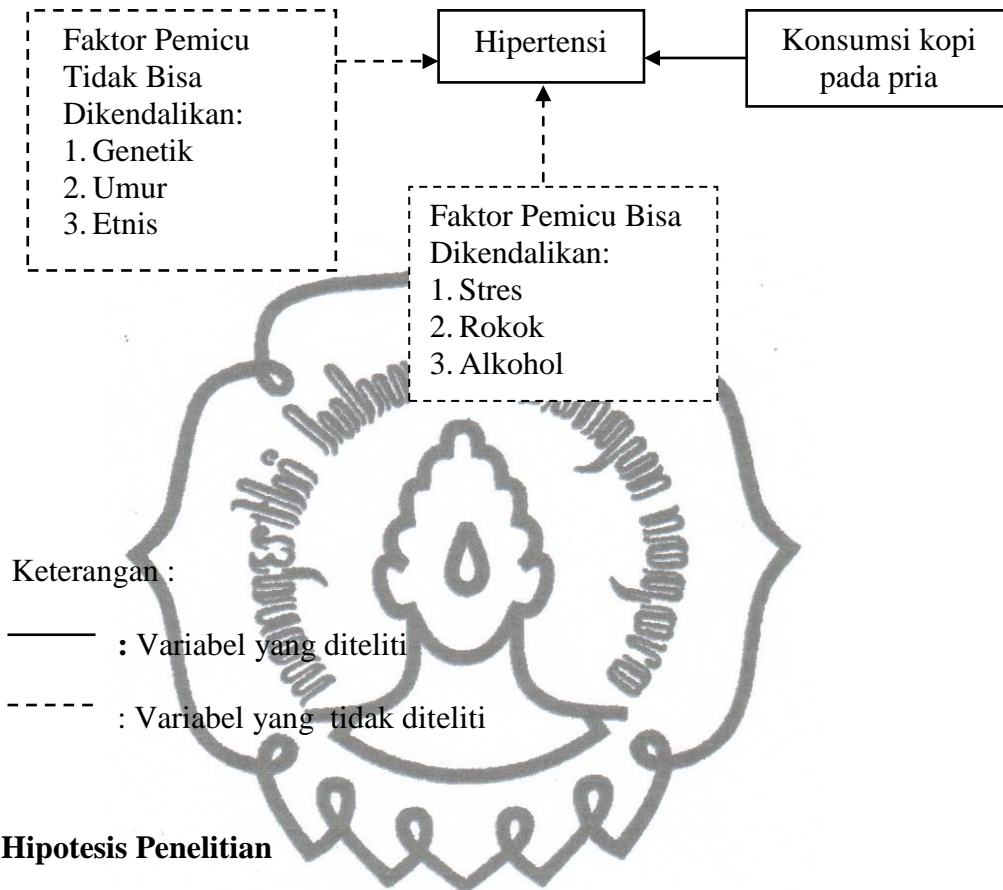 Faktor Pemicu
Tidak Bisa
Dikendalikan:
1. Genetik
2. Umur
3. Etnis
Hipertensi
Konsumsi kopi
pada pria
Faktor Pemicu Bisa
Dikendalikan:
1. Stres
2. Rokok
3. Alkohol
Keterangan :
: Variabel yang diteliti
: Variabel yang tidak diteliti
Hipotesis Penelitian